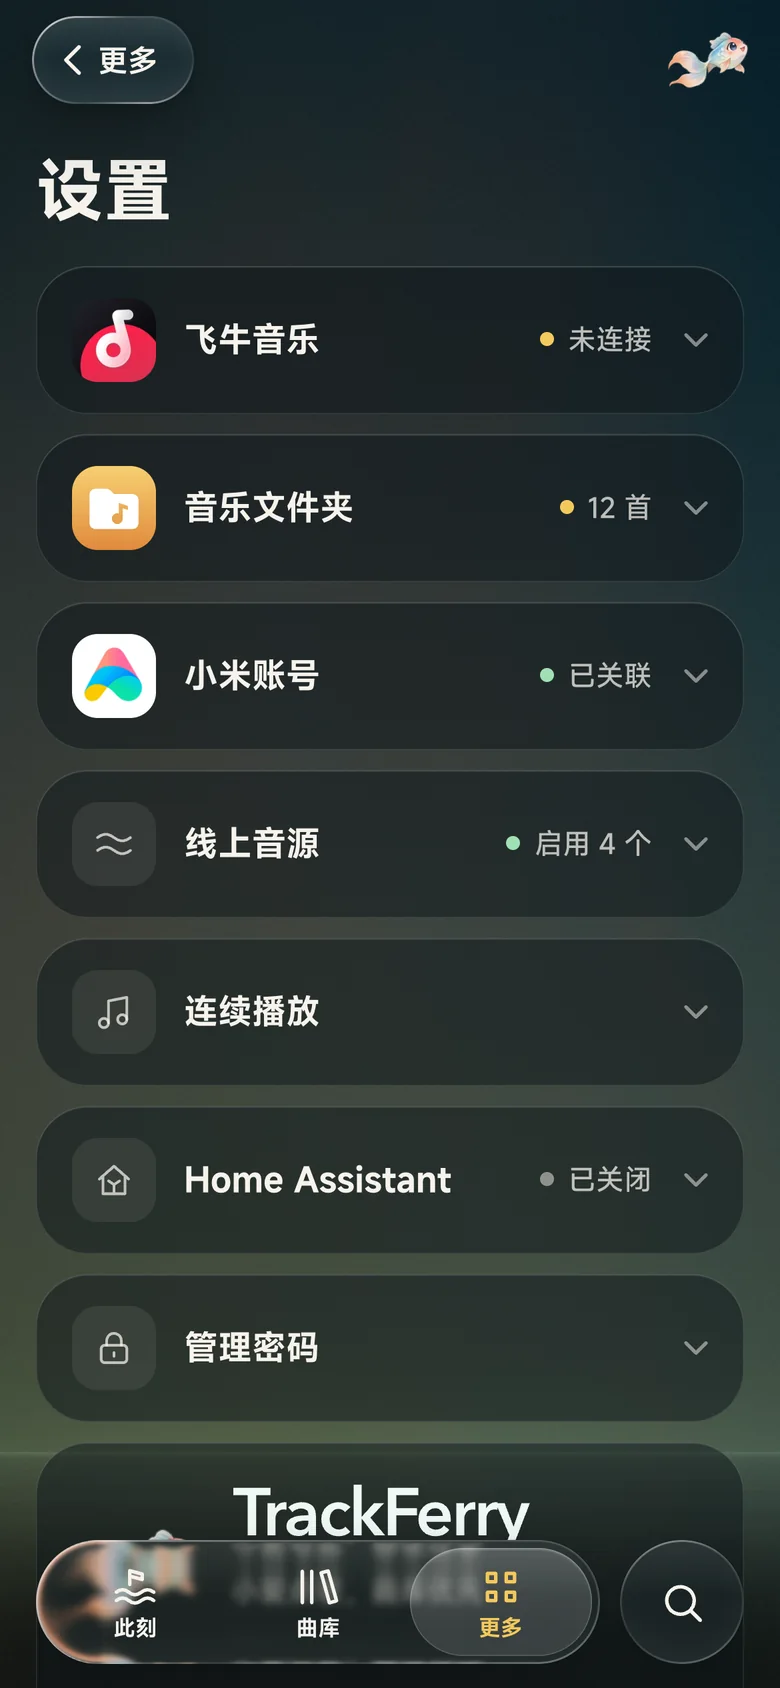 更多
设置
飞牛音乐
未连接
音乐文件夹
12 首
小米账号
已关联
线上音源
启用 4 个
连续播放
Home Assistant
已关闭
管理密码
TrackFerry
此刻
曲库
更多